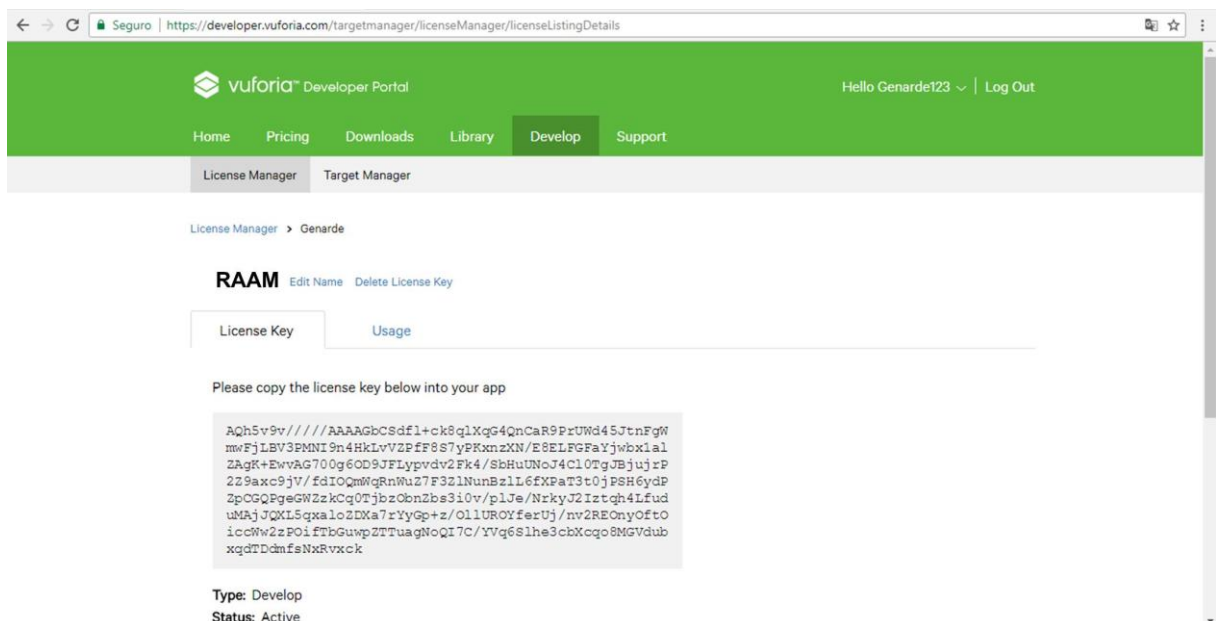 Seguro | https://developer.vuforia.com/targetmanager/licenseManager/licenseListingDetails
vuforia™ Developer Portal
Hello Genarde123 | Log Out
Home Pricing Downloads Library Develop Support
License Manager Target Manager
License Manager > Genarde
RAAM Edit Name Delete License Key
License Key Usage
Please copy the license key below into your app
AQh5v9v/////AAAAGbCSdfl+ck8qlXqG4QnCaR9PrUWd45JtnFgW
mwFjLBV3PMNI9n4HkLvVZPfF8S7yPKxnzXN/E8ELFGFaYjwbx1al
ZAgK+EwvAG700g6OD9JFLypvdv2Fk4/SbHuUNoJ4Cl0TgJBjujrP
2Z9axc9jV/fdIOQmWqRnWuZ7F3ZlNunBzlL6fXPaT3t0jPSH6ydP
ZpCGQPgeGWZzkCq0TjbzObnZbs3i0v/plJe/NrkyJ2Iztqh4Lfud
uMAjJQXL5qxaloZDXa7rYyGp+z/OllUROYferUj/nv2REOnyOftO
iccWw2zPOifTbGuwpZTTuagNoQI7C/YVq6Slhe3cbXcqo8MGVdub
xqdTDdmfsNxRvxck
Type: Develop
Status: Active